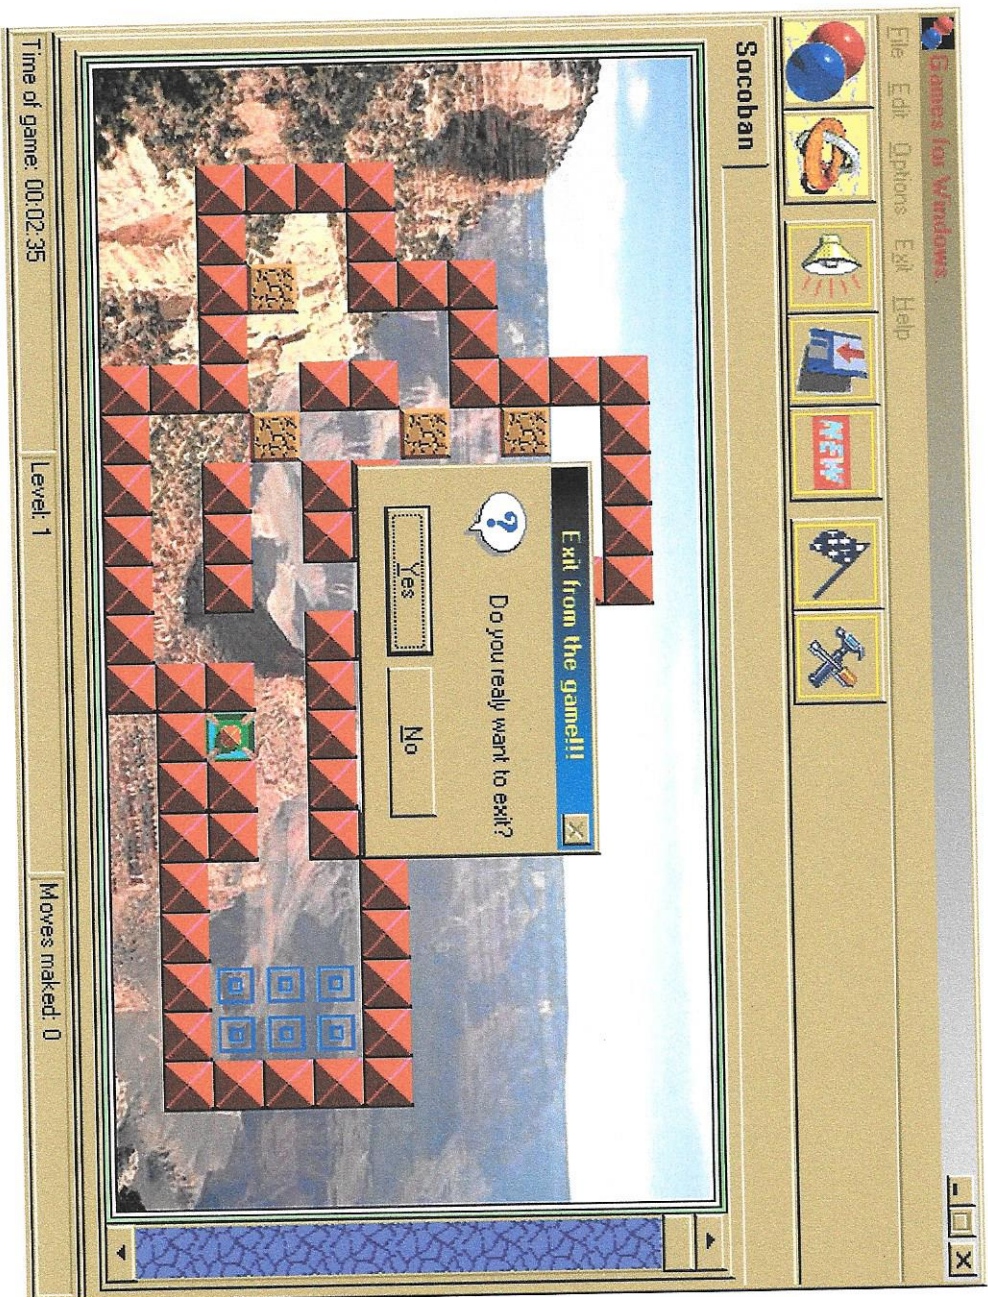 Games for Windows.
File Edit Options Exit Help
NEW
Socoban
Exit from the game!!!
Do you realy want to exit?
Yes No
Time of game: 00:02:35 Level: 1 Moves maked: 0